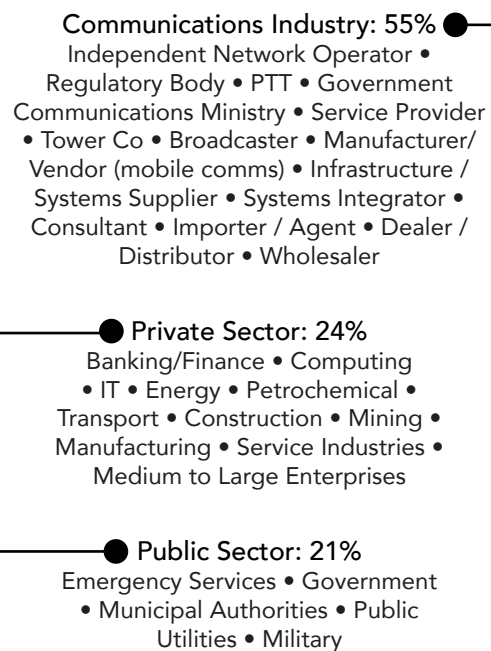 Communications Industry: 55%
Independent Network Operator •
Regulatory Body • PTT • Government
Communications Ministry • Service Provider
• Tower Co • Broadcaster • Manufacturer/
Vendor (mobile comms) • Infrastructure /
Systems Supplier • Systems Integrator •
Consultant • Importer / Agent • Dealer /
Distributor • Wholesaler
Private Sector: 24%
Banking/Finance • Computing
• IT • Energy • Petrochemical •
Transport • Construction • Mining •
Manufacturing • Service Industries •
Medium to Large Enterprises
Public Sector: 21%
Emergency Services • Government
• Municipal Authorities • Public
Utilities • Military